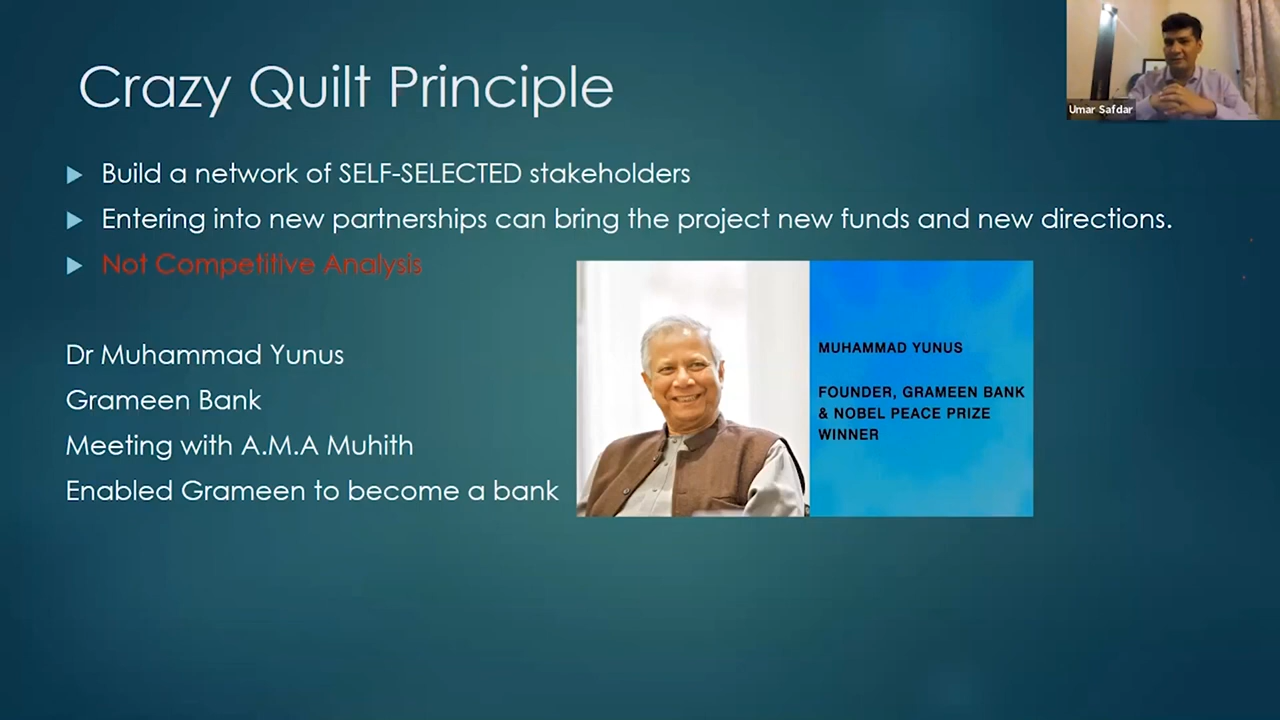 Crazy Quilt Principle
Umar Safdar
Build a network of SELF-SELECTED stakeholders
Entering into new partnerships can bring the project new funds and new directions.
Not Competitive Analysis
Dr Muhammad Yunus
Grameen Bank
Meeting with A.M.A Muhith
Enabled Grameen to become a bank
MUHAMMAD YUNUS
FOUNDER, GRAMEEN BANK
& NOBEL PEACE PRIZE
WINNER